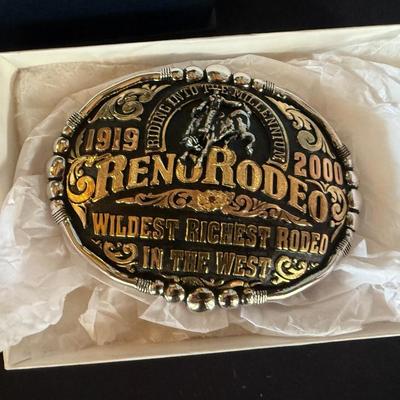 RIDING INTO THE MILLENNIUM
1919
2000
RENO RODEO
WILDEST RICHEST RODEO
IN THE WEST